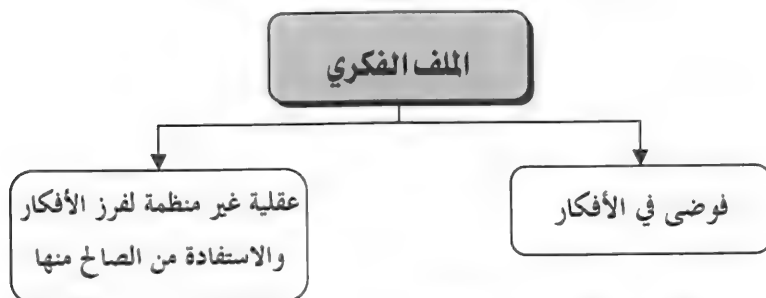 الملف الفكري
فوضى في الأفكار
عقلية غير منظمة لفرز الأفكار
والاستفادة من الصالح منها